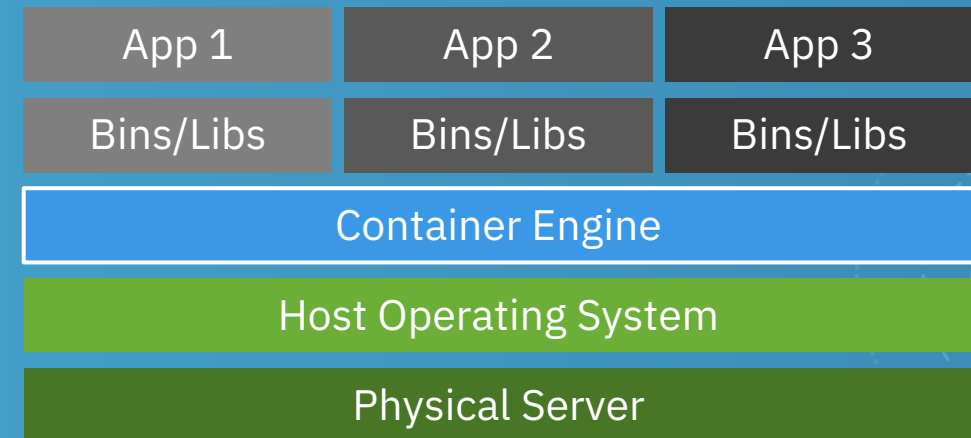 App 1 App 2 App 3
Bins/Libs Bins/Libs Bins/Libs
Container Engine
Host Operating System
Physical Server